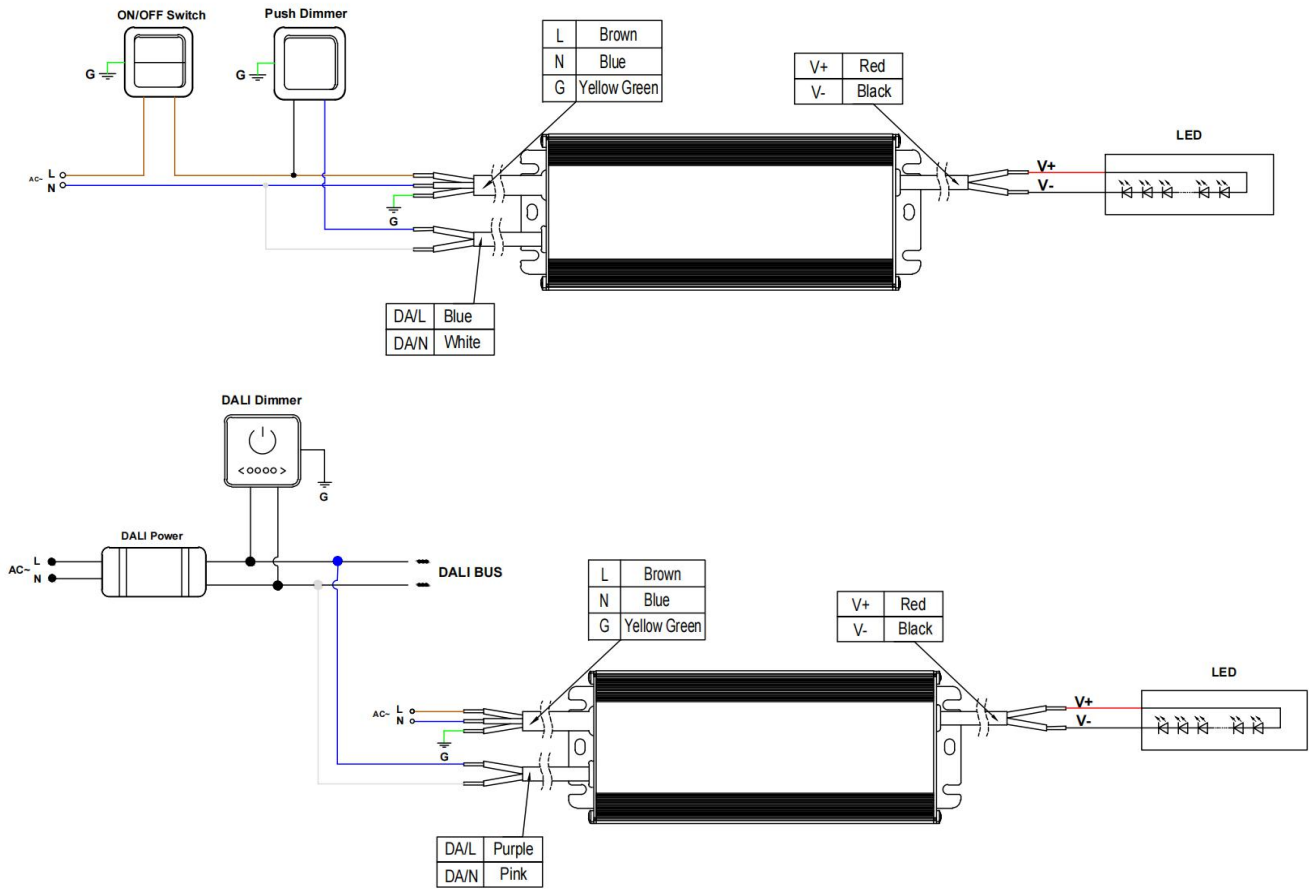 ON/OFF Switch
Push Dimmer
G
G
L Brown
N Blue
G Yellow Green
V+ Red
V- Black
LED
AC~ L
N
V+
V-
G
DA/L Blue
DA/N White
DALI Dimmer
< >
G
DALI Power
AC~ L
N
DALI BUS
L Brown
N Blue
G Yellow Green
V+ Red
V- Black
LED
AC~ L
N
V+
V-
G
DA/L Purple
DA/N Pink